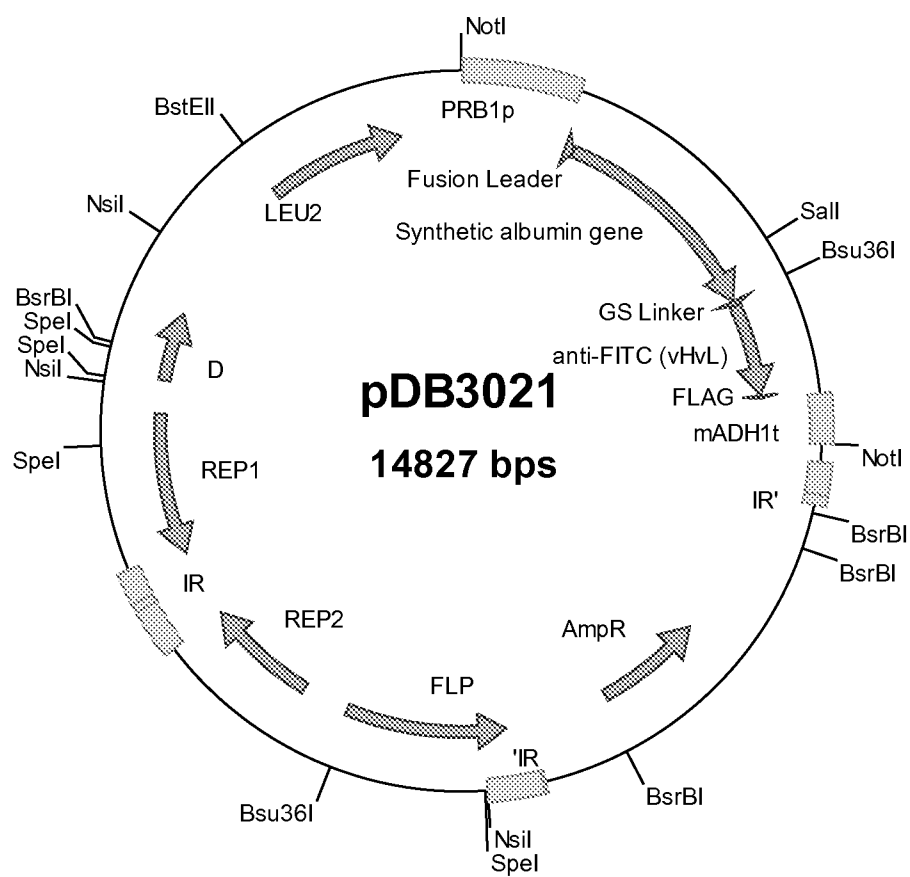 NotI
PRB1p
BstEII
Fusion Leader
LEU2
NsiI
SalI
Synthetic albumin gene
Bsu36I
BsrBI
SpeI
GS Linker
SpeI
D
anti-FITC (vHvL)
NsiI
FLAG
pDB3021
mADH1t
SpeI
REP1
14827 bps
NotI
IR'
BsrBI
IR
BsrBI
REP2
AmpR
FLP
'IR
BsrBI
Bsu36I
NsiI
SpeI